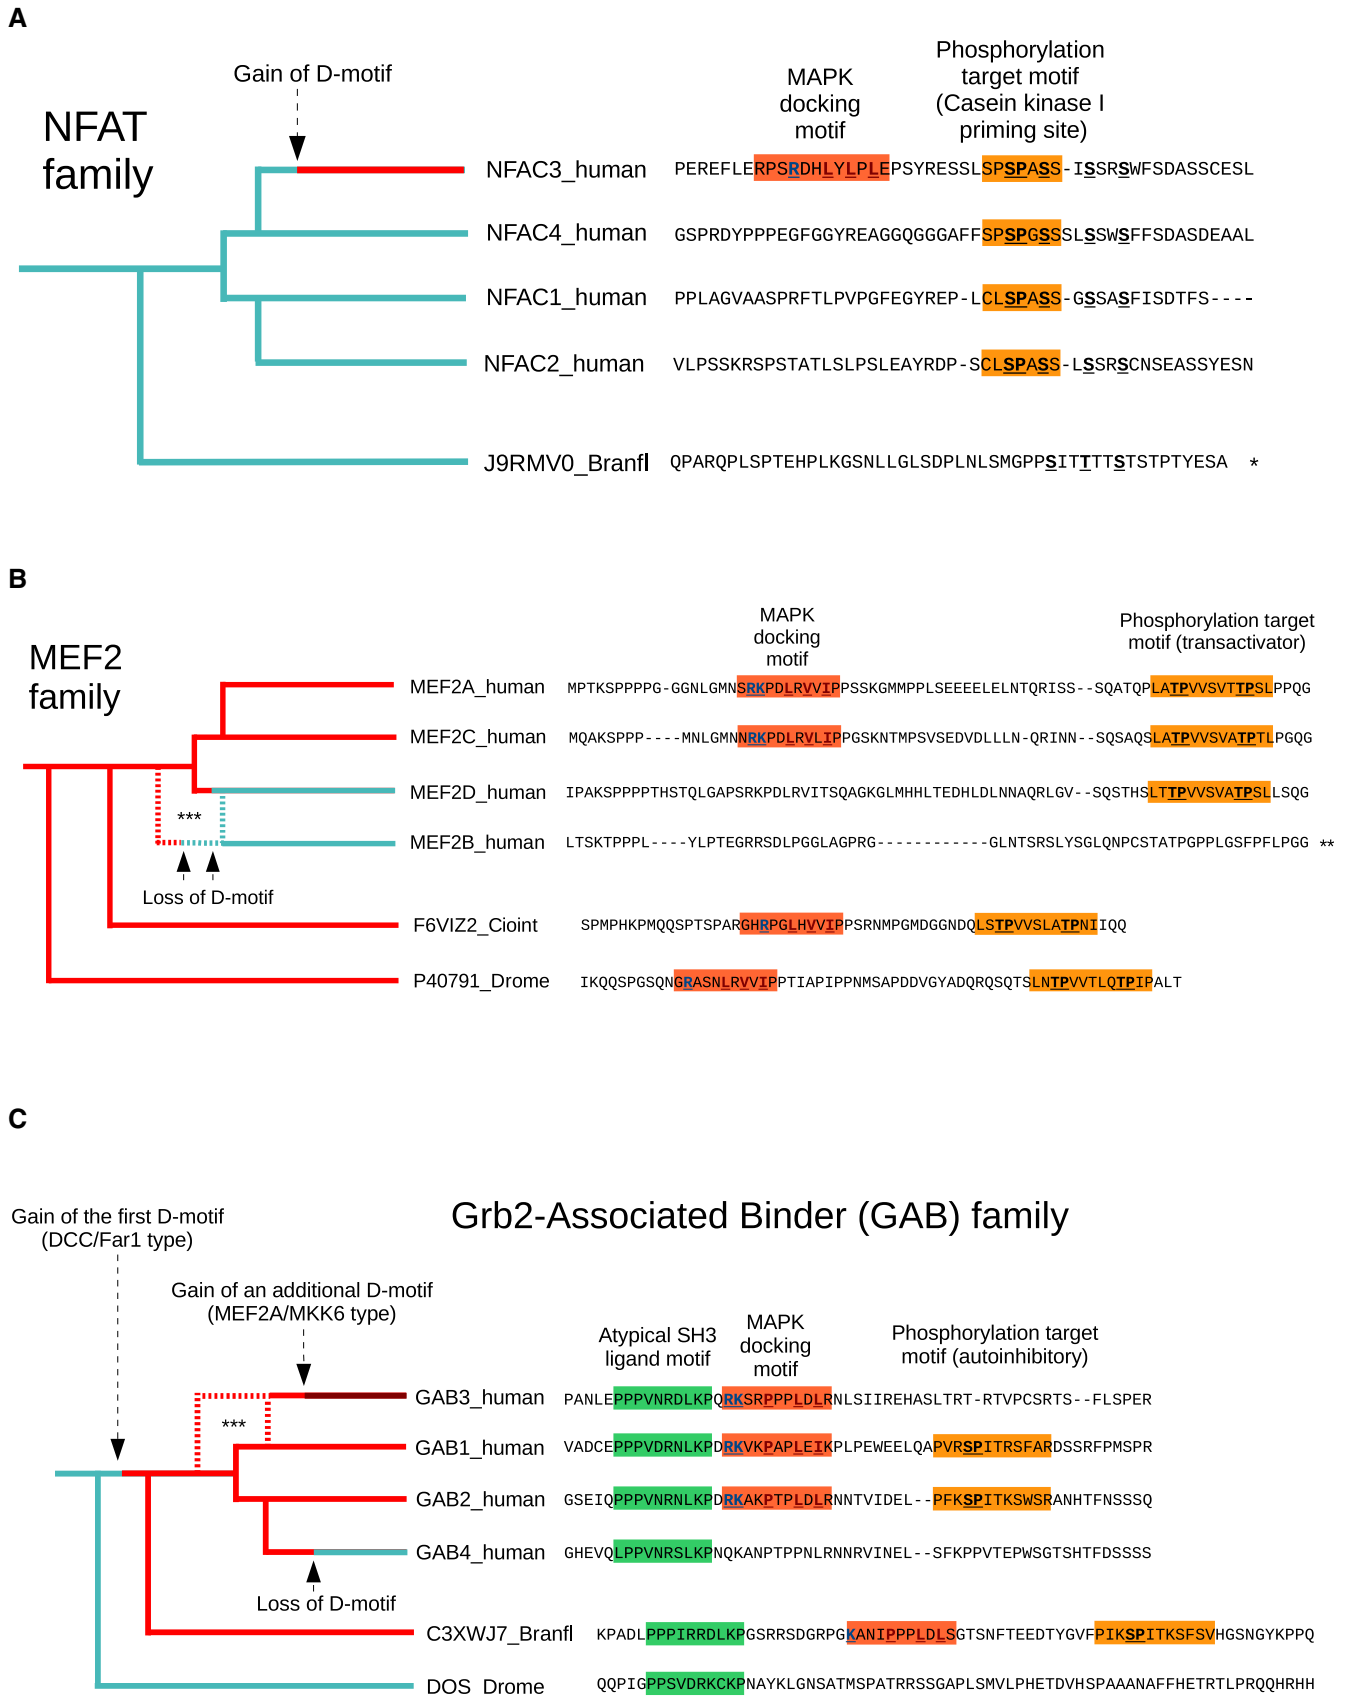 A
Gain of D-motif
NFAT
family
MAPK
docking
motif
Phosphorylation
target motif
(Casein kinase I
priming site)
NFAC3_human PEREFLERPSRDHLYLPLEPSYRESSLSPSPASS-ISSRSWFSDASSCESL
NFAC4_human GSPRDYPPPEGFGGYREAGGQGGGAFFSPSPGSSSLSSWSFFSDASDEAAL
NFAC1_human PPLAGVAASPRFTLPVPGFEGYREP-LCLSPASS-GSSASFISDTFS----
NFAC2_human VLPSSKRSPSTATLSLPSLEAYRDP-SCLSPASS-LSSRSCNSEASSYESN
J9RMV0_Branfl QPARQPLSPTEHPLKGSNLLGLSDPLNLSMGPPSITTTTSTSTPTYESA *
B
MEF2
family
MAPK
docking
motif
Phosphorylation target
motif (transactivator)
MEF2A_human MPTKSPPPPG-GGNLGMNSRKPDLRVVIPPSSKGMMPPLSEEEELELNTQRISS--SQATQPLATPVVSVTTPSLPPQG
MEF2C_human MQAKSPPP----MNLGMNNRKPDLRVLIPPGSKNTMPSVSEDVDLLLN-QRINN--SQSAQSLATPVVSVATPTLPGQG
MEF2D_human IPAKSPPPPTHSTQLGAPSRKPDLRVITSQAGKGLMHHLTEDHLDLNNAQRLGV--SQSTHSLTTPVVSVATPSLLSQG
***
MEF2B_human LTSKTPPPL----YLPTEGRRSDLPGGLAGPRG------------GLNTSRSLYSGLQNPCSTATPGPPLGSFPFLPGG **
Loss of D-motif
F6VIZ2_Cioint SPMPHKPMQQSPTSPARGHRPGLHVVIPPSRNMPGMDGGNDQLSTPVVSLATPNIIQQ
P40791_Drome IKQQSPGSQNGRASNLRVVIPPTIAPIPPNMSAPDDVGYADQRQSQTSLNTPVVTLQTPIPALT
C
Grb2-Associated Binder (GAB) family
Gain of the first D-motif
(DCC/Far1 type)
Gain of an additional D-motif
(MEF2A/MKK6 type)
Atypical SH3
ligand motif
MAPK
docking
motif
Phosphorylation target
motif (autoinhibitory)
GAB3_human PANLEPPPVNRDLKPQRKSRPPPLDLRNLSIIREHASLTRT-RTVPCSRTS--FLSPER
***
GAB1_human VADCEPPPVDRNLKPDRKVKPAPLEIKPLPEWEELQAPVRSPITRSFARDSSRFPMSPR
GAB2_human GSEIQPPPVNRNLKPDRKAKPTPLDLRNNTVIDEL--PFKSPITKSWSRANHTFNSSSQ
GAB4_human GHEVQLPPVNRSLKPNQKANPTPPNLRNNRVINEL--SFKPPVTEPWSGTSHTFDSSSS
Loss of D-motif
C3XWJ7_Branfl KPADLPPPIRRDLKPGSRRSDGRPGKANIPPPLDLSGTSNFTEEDTYGVFPIKSPITKSFSVHGSNGYKPPQ
DOS_Drome QQPIGPPSVDRKCKPNAYKLGNSATMSPATRRSSGAPLSMVLPHETDVHSPAAANAFFHETRTLPRQQHRHH